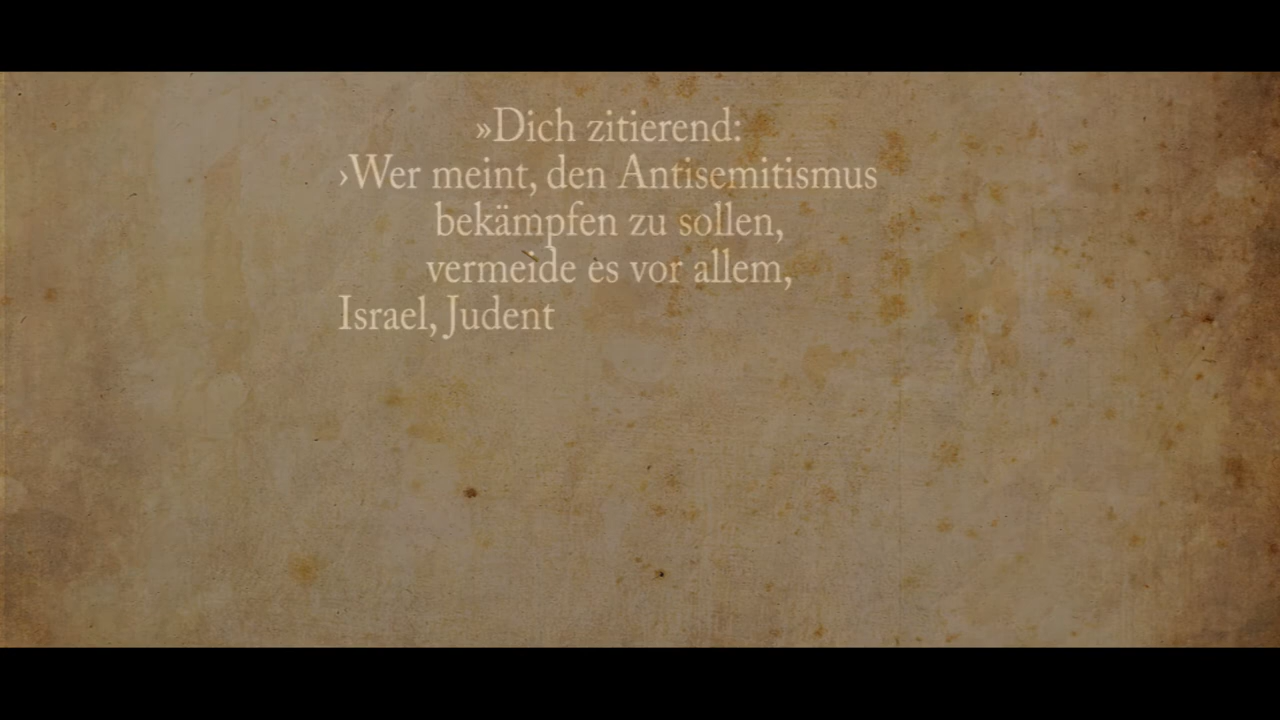 »Dich zitierend:
›Wer meint, den Antisemitismus
bekämpfen zu sollen,
vermeide es vor allem,
Israel, Judent